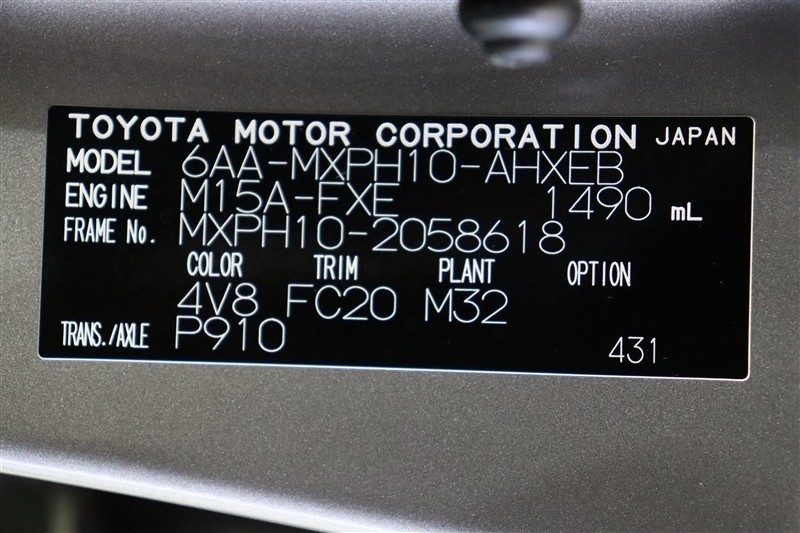 TOYOTA MOTOR CORPORATION JAPAN
MODEL 6AA-MXPH10-AHXEB
ENGINE M15A-FXE 1490 mL
FRAME No. MXPH10-2058618
COLOR TRIM PLANT OPTION
4V8 FC20 M32
TRANS./AXLE P910
431